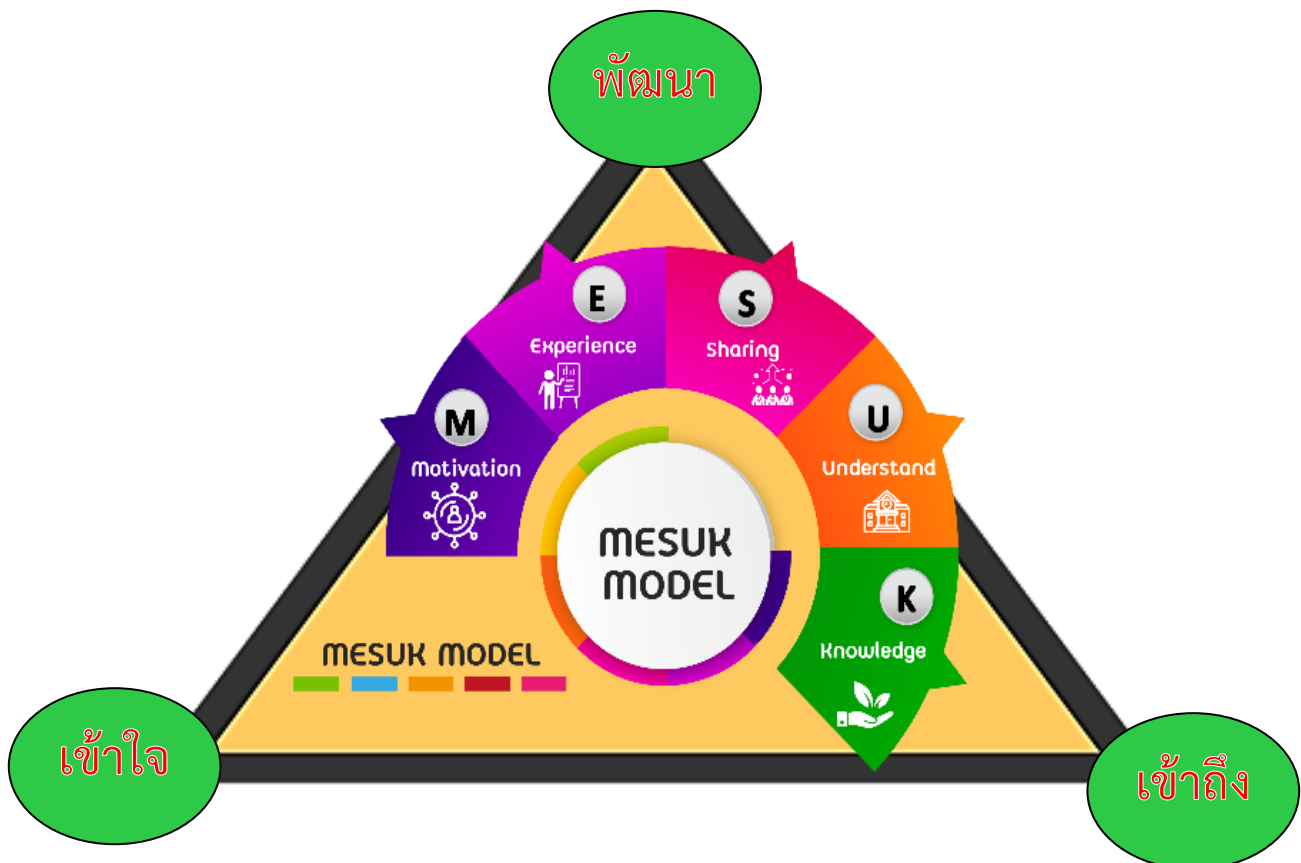 พัฒนา
E
Experience
S
Sharing
M
Motivation
U
Understand
MESUK
MODEL
K
Knowledge
MESUK MODEL
เข้าใจ
เข้าถึง